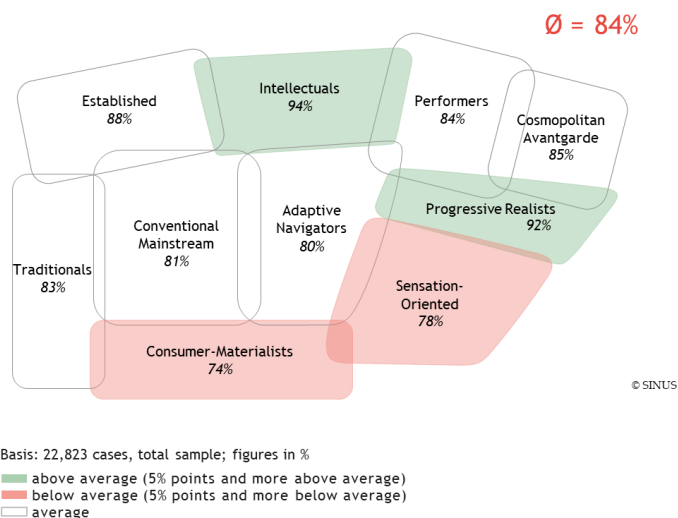 Ø = 84%
Established
88%
Intellectuals
94%
Performers
84%
Cosmopolitan
Avantgarde
85%
Traditionals
83%
Conventional
Mainstream
81%
Adaptive
Navigators
80%
Progressive Realists
92%
Sensation-
Oriented
78%
Consumer-Materialists
74%
© SINUS
Basis: 22,823 cases, total sample; figures in %
above average (5% points and more above average)
below average (5% points and more below average)
average